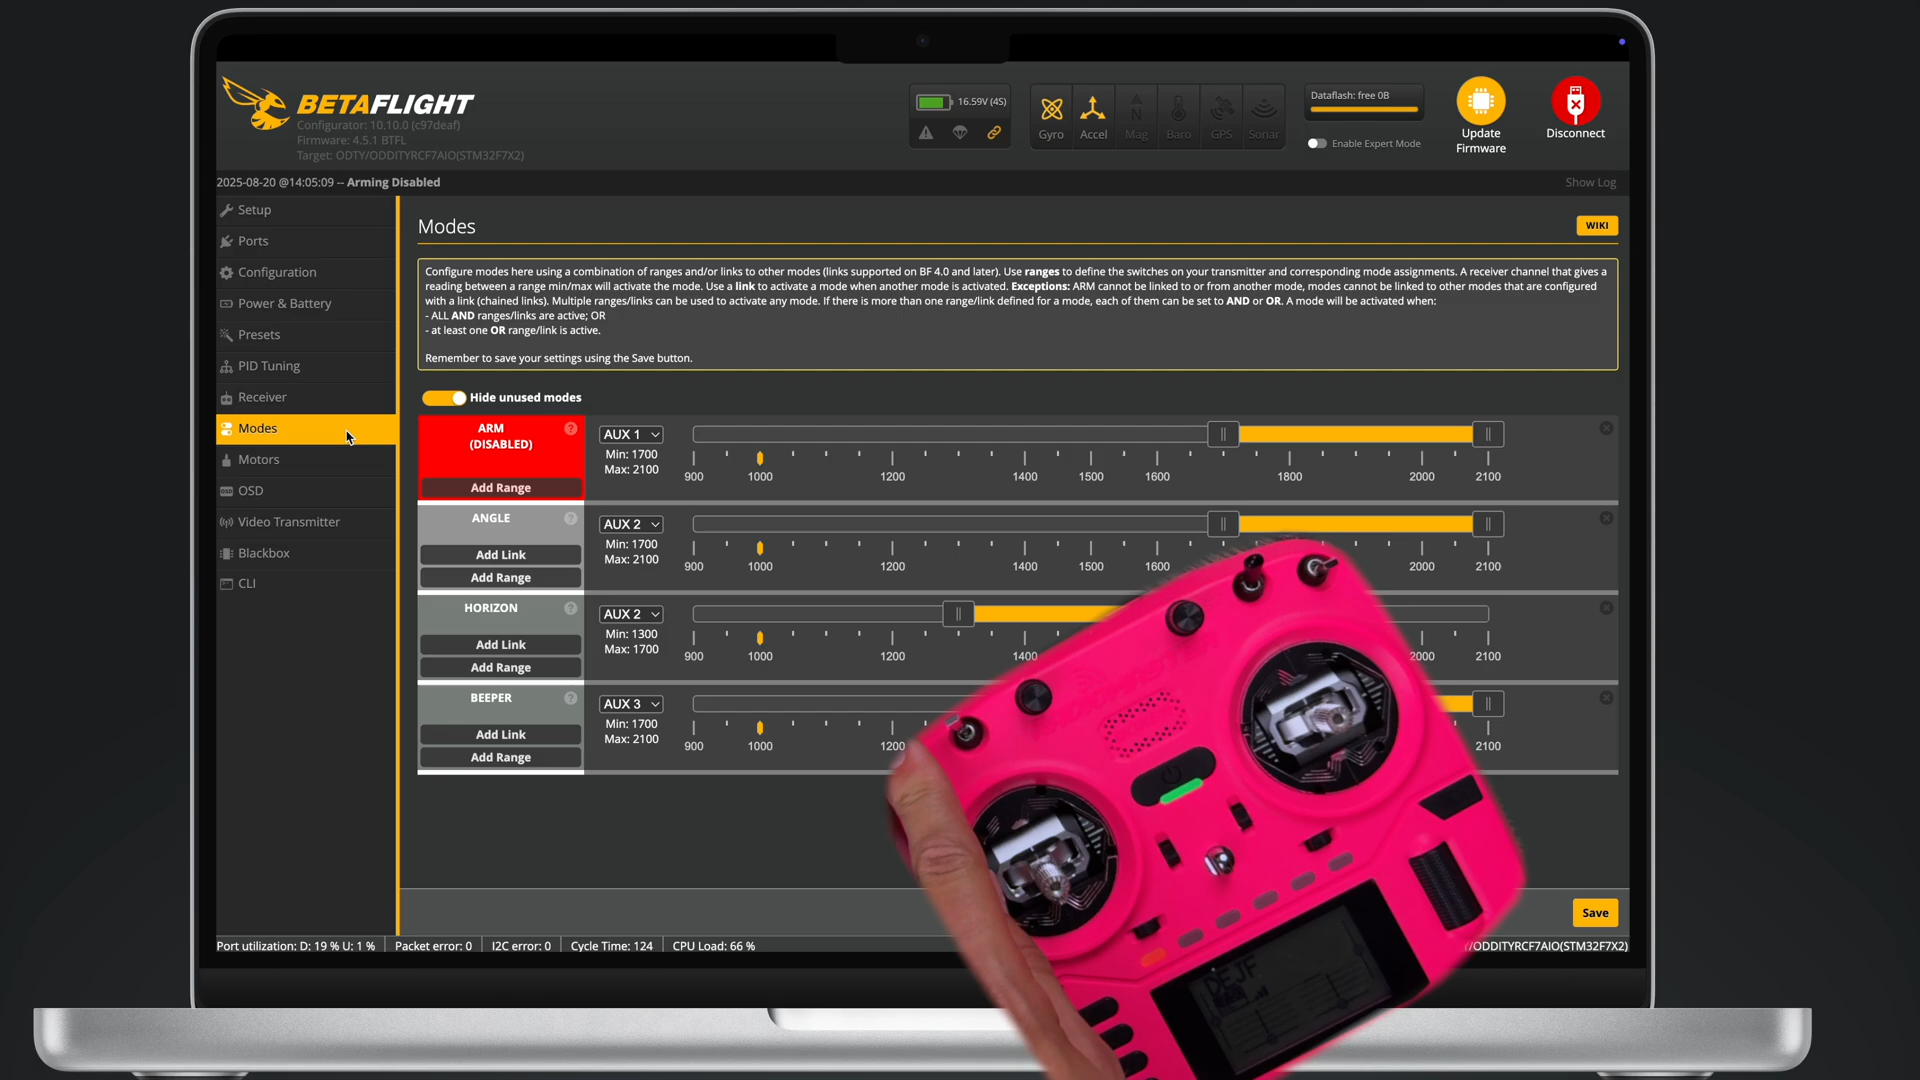 BETAFLIGHT
Configurator: 10.10.0 (c97deaf)
Firmware: 4.5.1 BTFL
Target: ODTY/ODDITYRCF7AIO(STM32F7X2)
16.59V (4S)
Gyro
Accel
Mag
Baro
GPS
Sonar
Dataflash: free 0B
Enable Expert Mode
Update
Firmware
Disconnect
2025-08-20 @14:05:09 -- Arming Disabled
Show Log
Setup
Ports
Configuration
Power & Battery
Presets
PID Tuning
Receiver
Modes
Motors
OSD
Video Transmitter
Blackbox
CLI
Modes
WIKI
Configure modes here using a combination of ranges and/or links to other modes (links supported on BF 4.0 and later). Use ranges to define the switches on your transmitter and corresponding mode assignments. A receiver channel that gives a
reading between a range min/max will activate the mode. Use a link to activate a mode when another mode is activated. Exceptions: ARM cannot be linked to or from another mode, modes cannot be linked to other modes that are configured
with a link (chained links). Multiple ranges/links can be used to activate any mode. If there is more than one range/link defined for a mode, each of them can be set to AND or OR. A mode will be activated when:
- ALL AND ranges/links are active; OR
- at least one OR range/link is active.
Remember to save your settings using the Save button.
Hide unused modes
ARM
(DISABLED)
Add Range
AUX 1
Min: 1700
Max: 2100
900 1000 1200 1400 1500 1600 1800 2000 2100
ANGLE
Add Link
Add Range
AUX 2
Min: 1700
Max: 2100
900 1000 1200 1400 1500 1600 2000 2100
HORIZON
Add Link
Add Range
AUX 2
Min: 1300
Max: 1700
900 1000 1200 1400 2000 2100
BEEPER
Add Link
Add Range
AUX 3
Min: 1700
Max: 2100
900 1000 1200 2100
Save
Port utilization: D: 19 % U: 1 %
Packet error: 0
I2C error: 0
Cycle Time: 124
CPU Load: 66 %
/ODDITYRCF7AIO(STM32F7X2)
DEJF